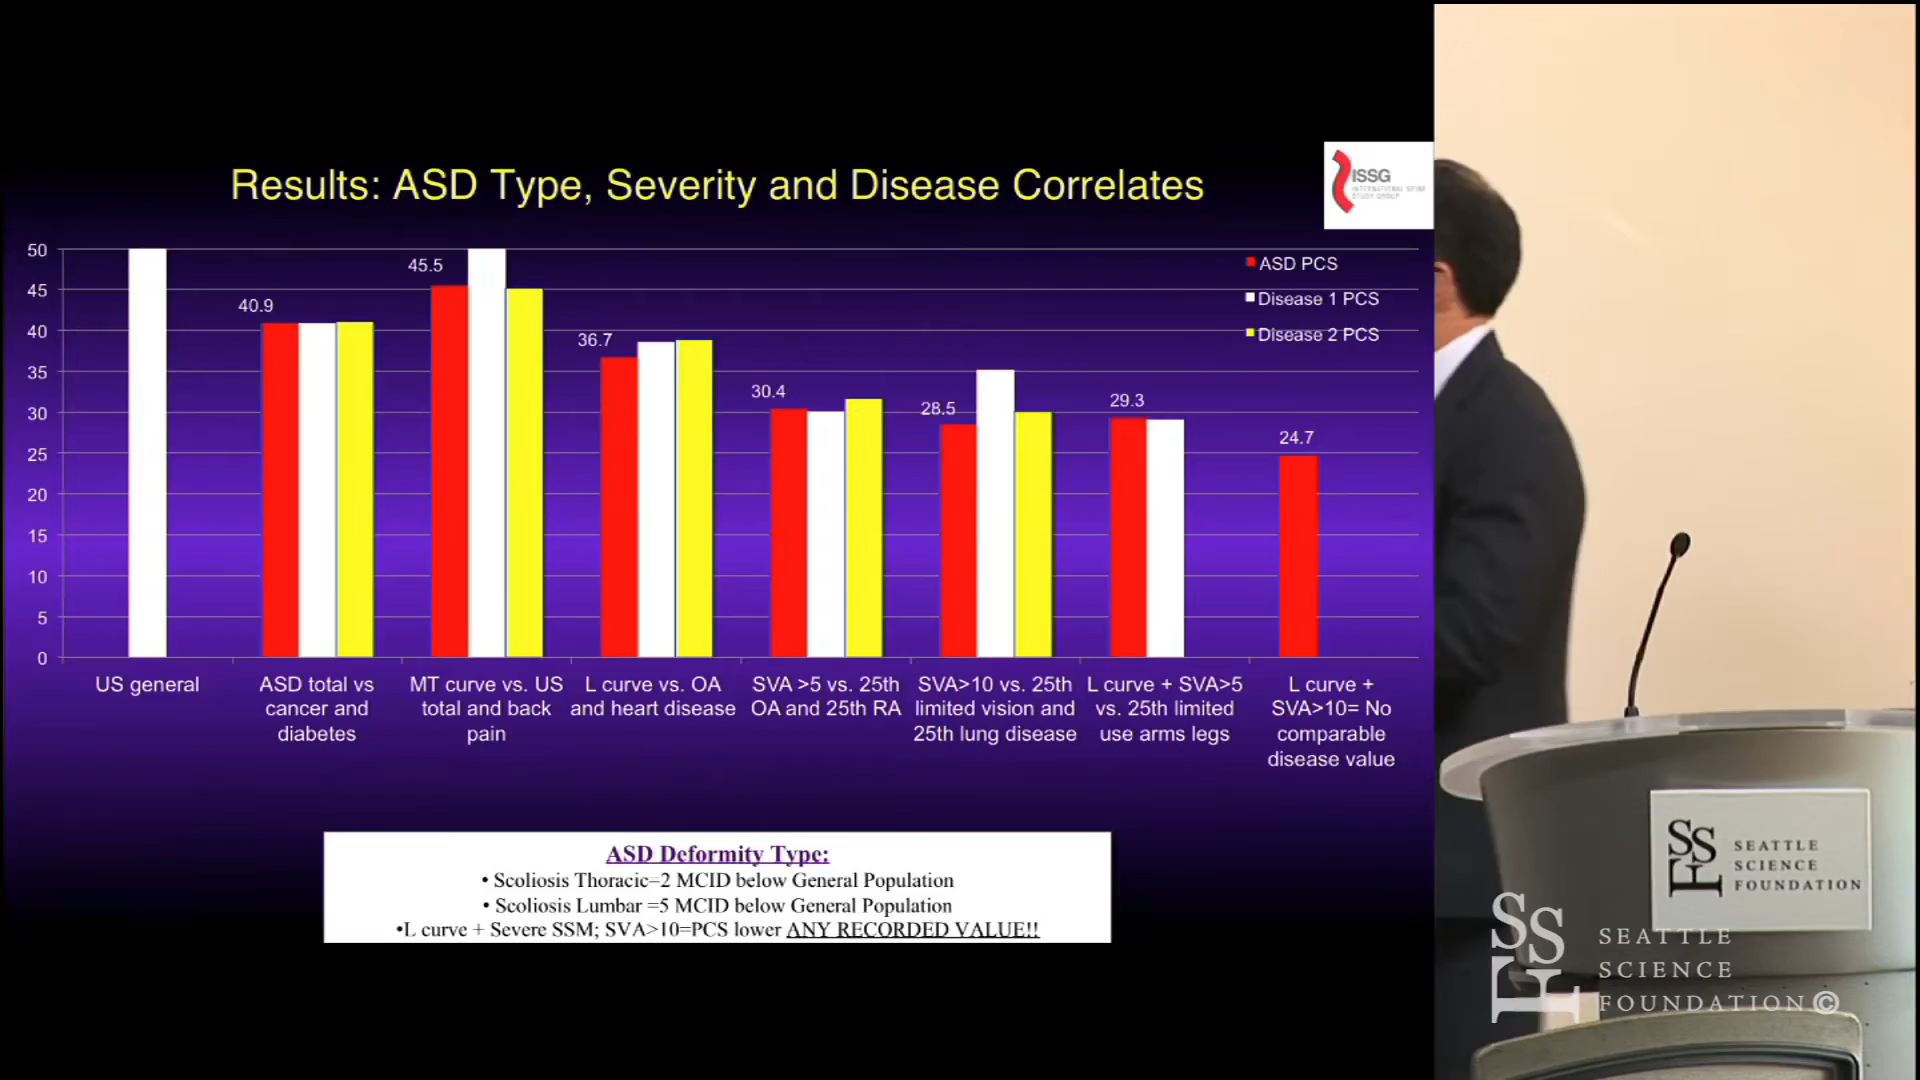 Results: ASD Type, Severity and Disease Correlates
ISSG
INTERNATIONAL SPINE
STUDY GROUP
50
45
40
35
30
25
20
15
10
5
0
40.9
45.5
36.7
30.4
28.5
29.3
24.7
ASD PCS
Disease 1 PCS
Disease 2 PCS
US general
ASD total vs
cancer and
diabetes
MT curve vs. US
total and back
pain
L curve vs. OA
and heart disease
SVA >5 vs. 25th
OA and 25th RA
SVA>10 vs. 25th
limited vision and
25th lung disease
L curve + SVA>5
vs. 25th limited
use arms legs
L curve +
SVA>10= No
comparable
disease value
ASD Deformity Type:
• Scoliosis Thoracic=2 MCID below General Population
• Scoliosis Lumbar =5 MCID below General Population
•L curve + Severe SSM; SVA>10=PCS lower ANY RECORDED VALUE!!
SSF
SEATTLE
SCIENCE
FOUNDATION
SSF
SEATTLE
SCIENCE
FOUNDATION©